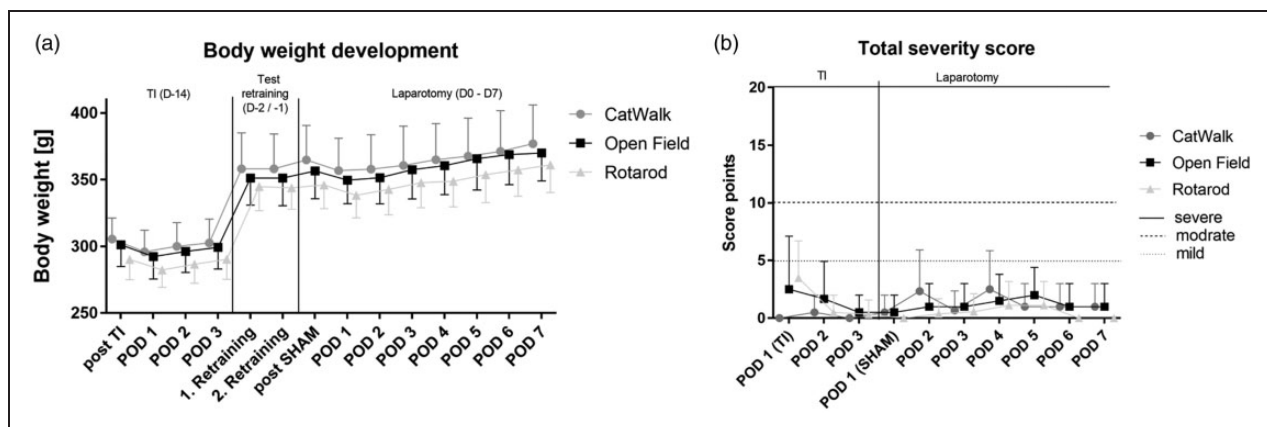 (a)
Body weight development
TI (D-14)
Test
retraining
(D-2 / -1)
Laparotomy (D0 - D7)
400
350
300
250
Body weight [g]
CatWalk
Open Field
Rotarod
post TI
POD 1
POD 2
POD 3
1. Retraining
2. Retraining
post SHAM
POD 1
POD 2
POD 3
POD 4
POD 5
POD 6
POD 7
(b)
Total severity score
TI
Laparotomy
20
15
10
5
0
Score points
CatWalk
Open Field
Rotarod
severe
modrate
mild
POD 1 (TI)
POD 2
POD 3
POD 1 (SHAM)
POD 2
POD 3
POD 4
POD 5
POD 6
POD 7